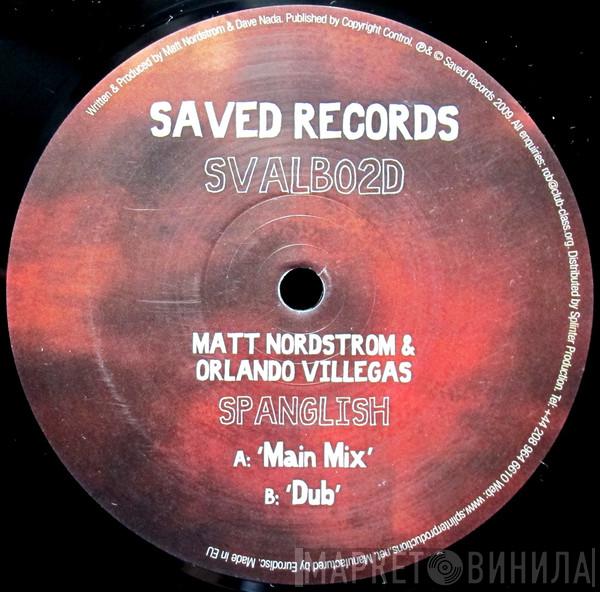 Written & Produced by Matt Nordstrom & Dave Nada. Published by Copyright Control. ℗ & © Saved Records 2009. All enquiries: rob@club-class.org. Distributed by Splinter Production. Tel: +44 208 964 6610 Web: www.splinterproductions.net. Manufactured by Eurodisc. Made in EU
SAVED RECORDS
SVALB02D
MATT NORDSTROM &
ORLANDO VILLEGAS
SPANGLISH
A: 'Main Mix'
B: 'Dub'
МАРКЕТ ВИНИЛА